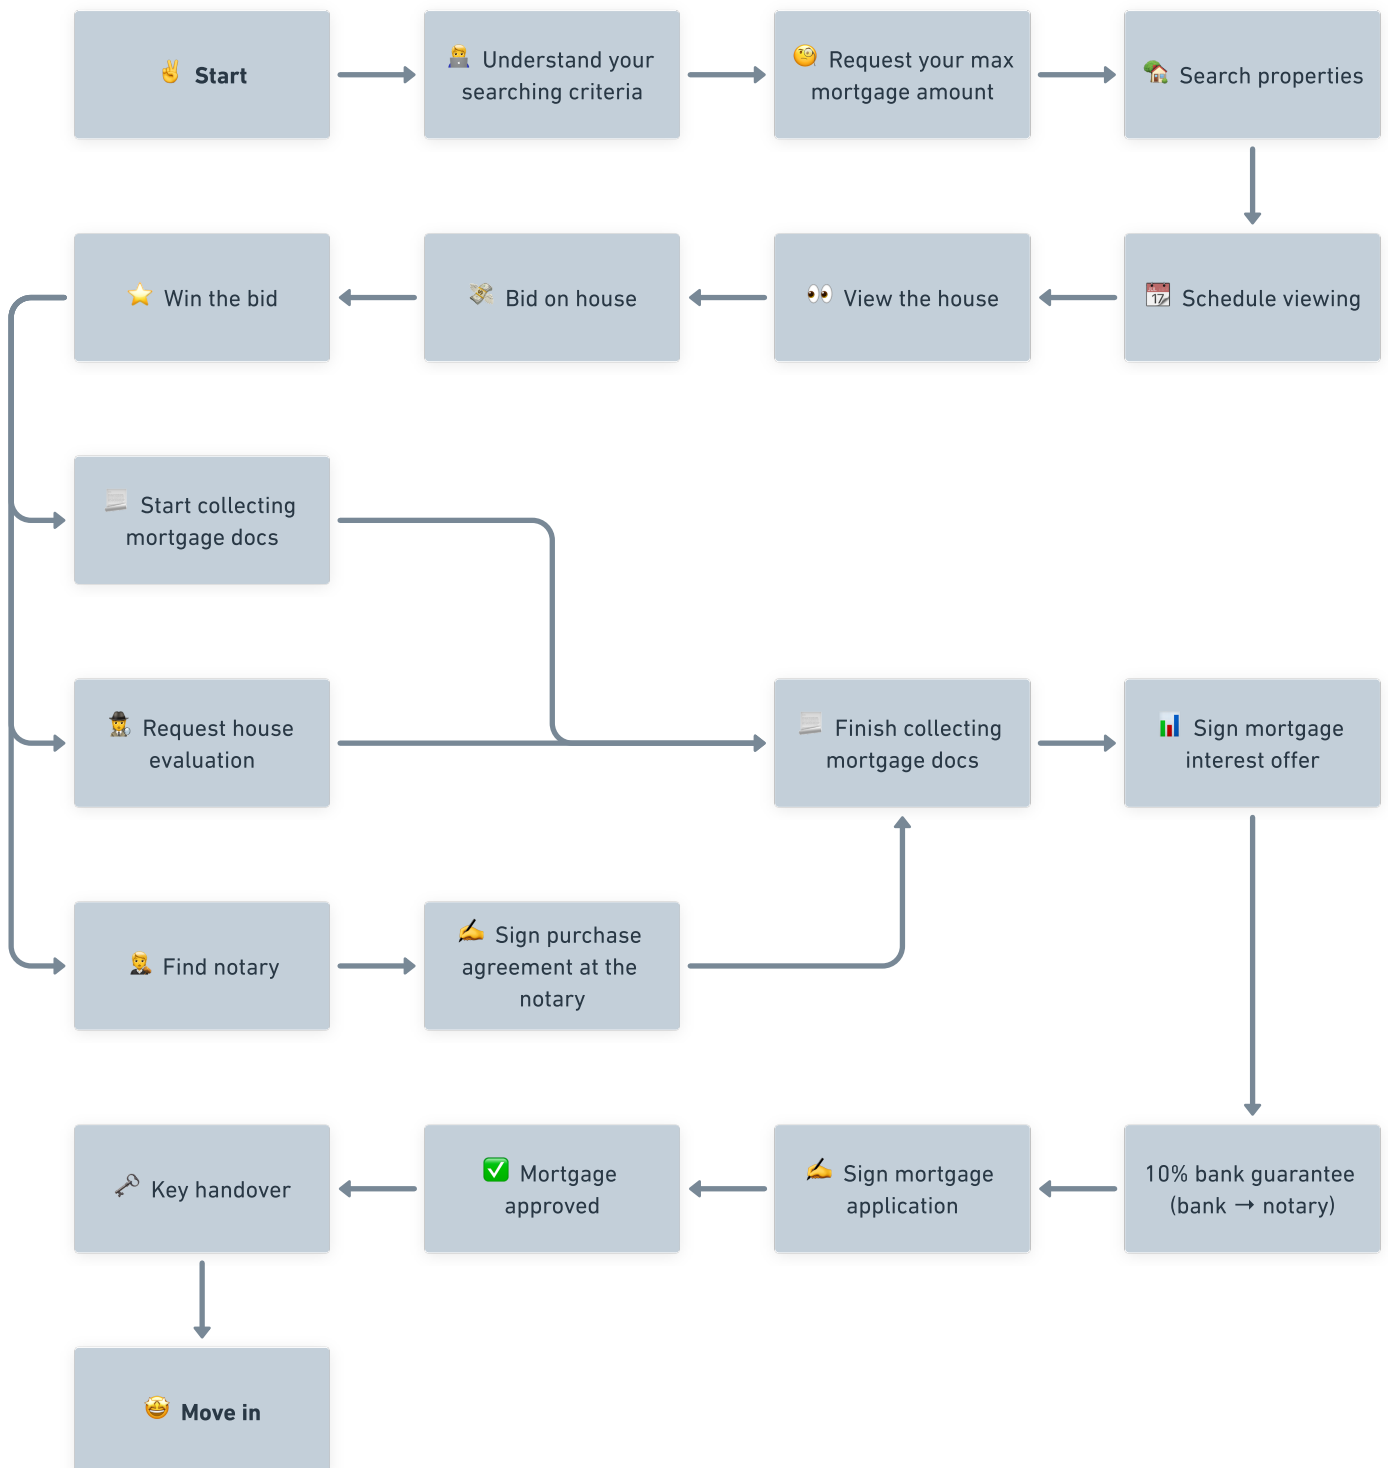 ✌️ Start
🧑‍💻 Understand your
searching criteria
🧐 Request your max
mortgage amount
🏡 Search properties
⭐ Win the bid
💸 Bid on house
👀 View the house
📆 Schedule viewing
📃 Start collecting
mortgage docs
🕵️ Request house
evaluation
📃 Finish collecting
mortgage docs
📊 Sign mortgage
interest offer
🤵 Find notary
✍️ Sign purchase
agreement at the
notary
🗝️ Key handover
✅ Mortgage
approved
✍️ Sign mortgage
application
10% bank guarantee
(bank → notary)
🤩 Move in